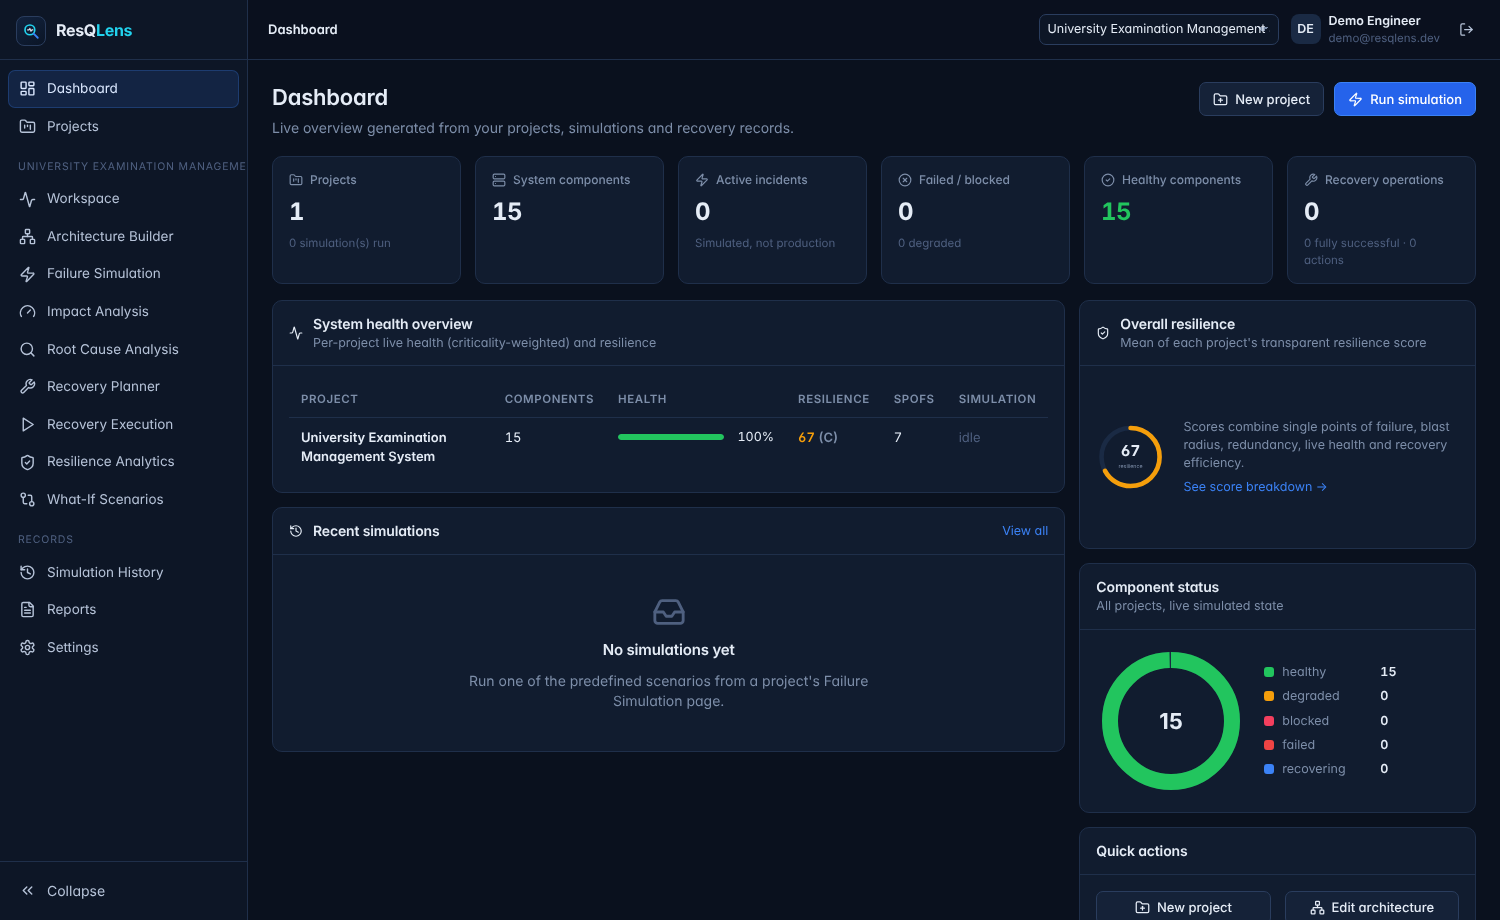 ResQLens
Dashboard
University Examination Management
DE
Demo Engineer
demo@resqlens.dev
Dashboard
Projects
UNIVERSITY EXAMINATION MANAGEME
Workspace
Architecture Builder
Failure Simulation
Impact Analysis
Root Cause Analysis
Recovery Planner
Recovery Execution
Resilience Analytics
What-If Scenarios
RECORDS
Simulation History
Reports
Settings
Collapse
Dashboard
Live overview generated from your projects, simulations and recovery records.
New project
Run simulation
Projects
1
0 simulation(s) run
System components
15
Active incidents
0
Simulated, not production
Failed / blocked
0
0 degraded
Healthy components
15
Recovery operations
0
0 fully successful · 0
actions
System health overview
Per-project live health (criticality-weighted) and resilience
PROJECT COMPONENTS HEALTH RESILIENCE SPOFS SIMULATION
University Examination 15 100% 67 (C) 7 idle
Management System
Recent simulations
View all
No simulations yet
Run one of the predefined scenarios from a project's Failure
Simulation page.
Overall resilience
Mean of each project's transparent resilience score
67
resilience
Scores combine single points of failure, blast
radius, redundancy, live health and recovery
efficiency.
See score breakdown →
Component status
All projects, live simulated state
15
healthy 15
degraded 0
blocked 0
failed 0
recovering 0
Quick actions
New project
Edit architecture